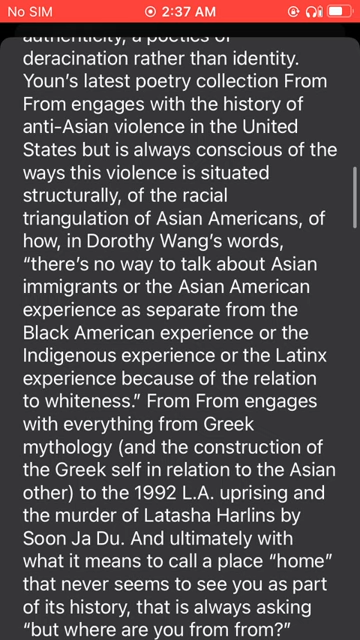 No SIM 2:37 AM
authenticity, a poetics of
deracination rather than identity.
Youn’s latest poetry collection From
From engages with the history of
anti-Asian violence in the United
States but is always conscious of the
ways this violence is situated
structurally, of the racial
triangulation of Asian Americans, of
how, in Dorothy Wang’s words,
“there’s no way to talk about Asian
immigrants or the Asian American
experience as separate from the
Black American experience or the
Indigenous experience or the Latinx
experience because of the relation
to whiteness.” From From engages
with everything from Greek
mythology (and the construction of
the Greek self in relation to the Asian
other) to the 1992 L.A. uprising and
the murder of Latasha Harlins by
Soon Ja Du. And ultimately with
what it means to call a place “home”
that never seems to see you as part
of its history, that is always asking
“but where are you from from?”